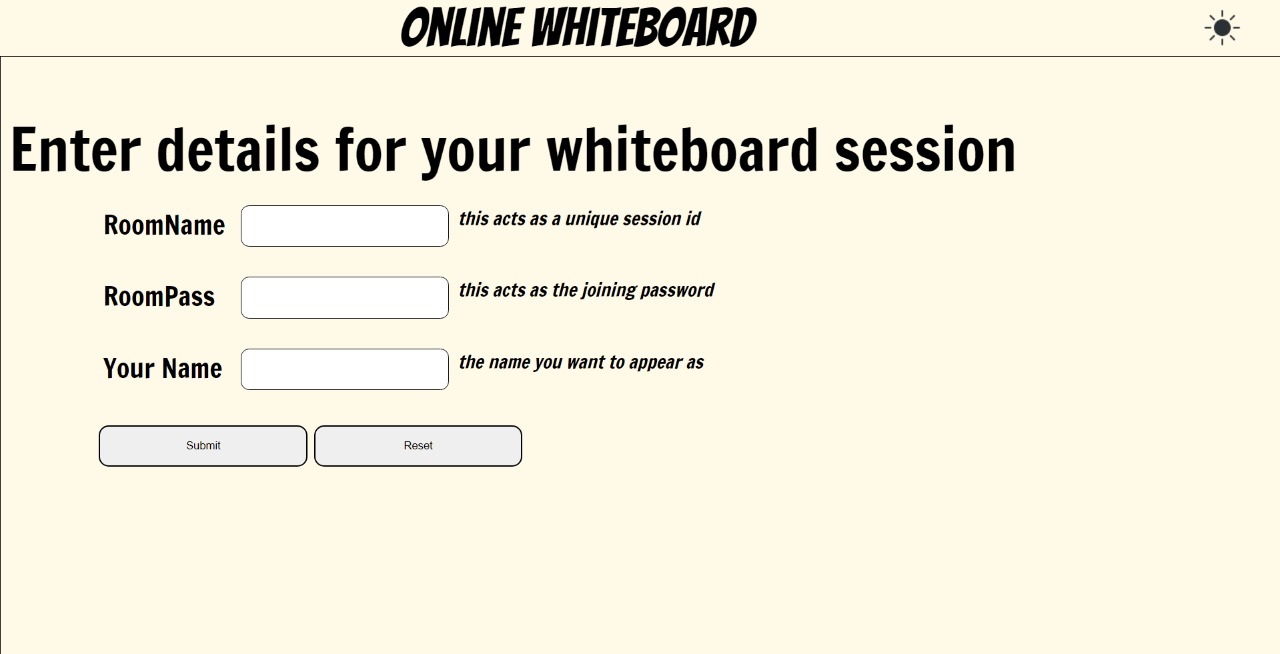 ONLINE WHITEBOARD
Enter details for your whiteboard session
RoomName this acts as a unique session id
RoomPass this acts as the joining password
Your Name the name you want to appear as
Submit Reset